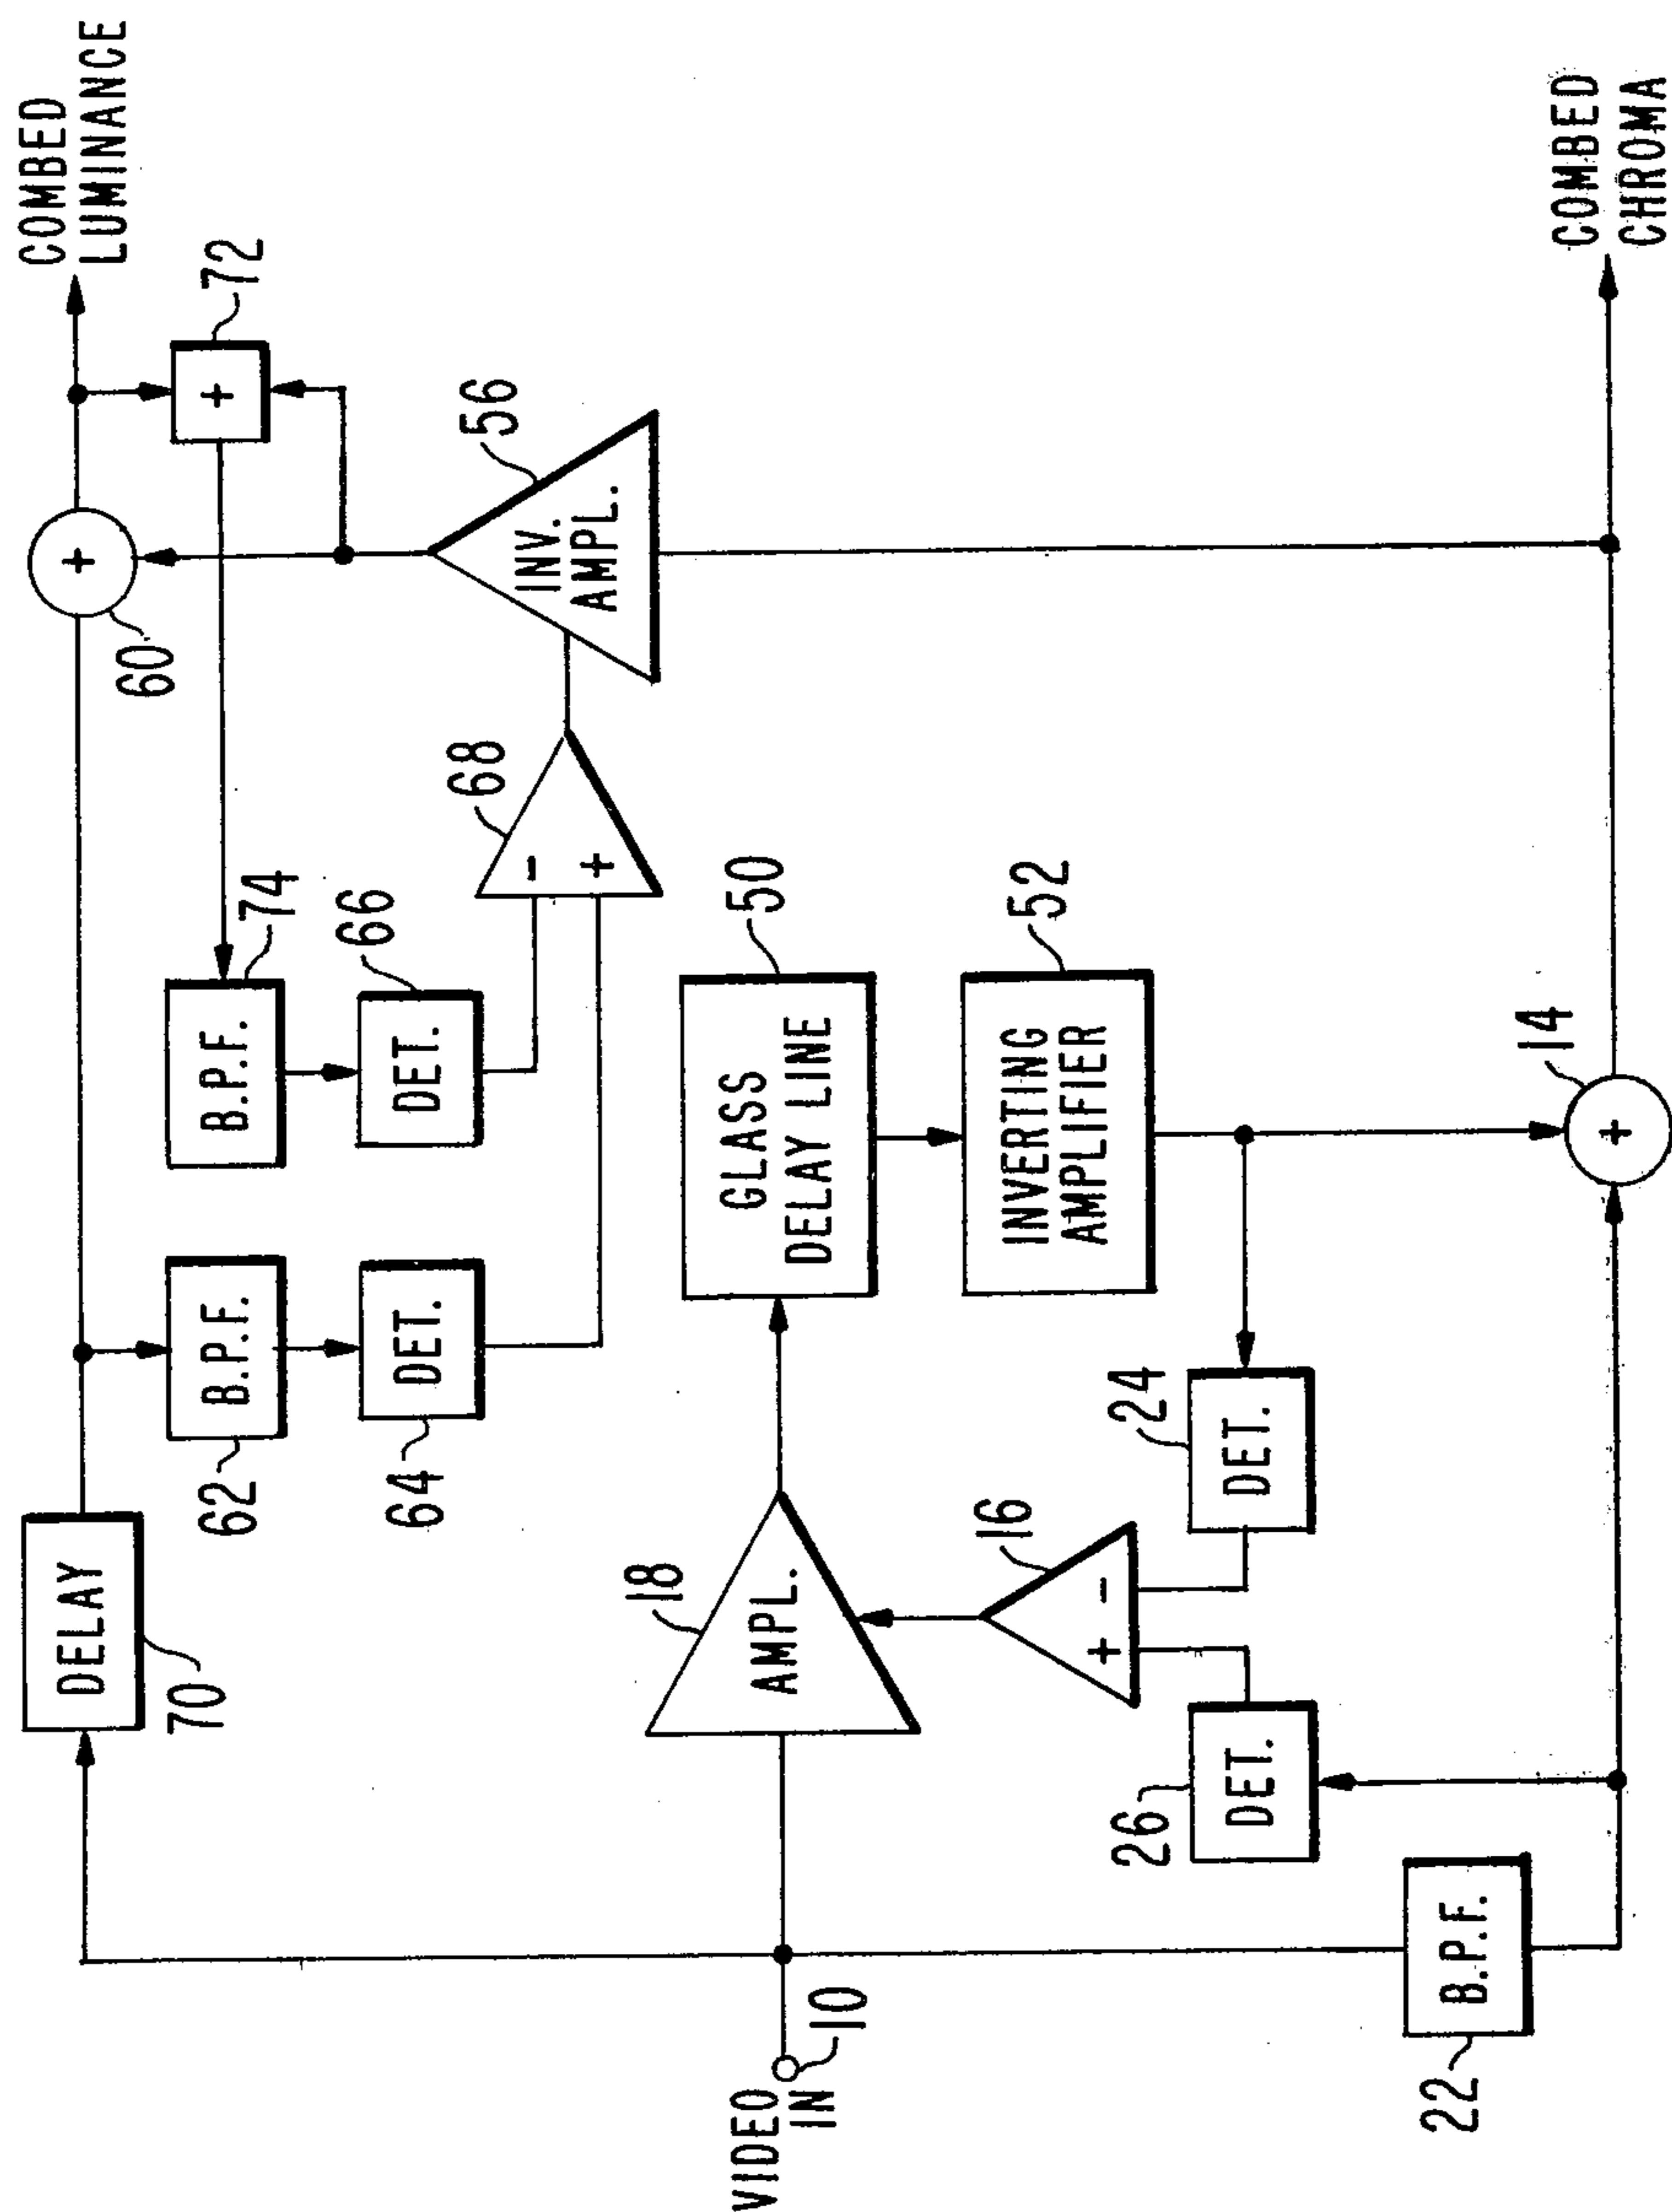 COMBED
LUMINANCE
72
+
60
+
DELAY
70
B.P.F.
62
DET.
64
B.P.F.
74
DET.
66
68
-
+
INV.
AMPL.
56
VIDEO
IN
10
AMPL.
18
GLASS
DELAY LINE
50
INVERTING
AMPLIFIER
52
16
+ -
DET.
24
DET.
26
B.P.F.
22
+
14
COMBED
CHROMA